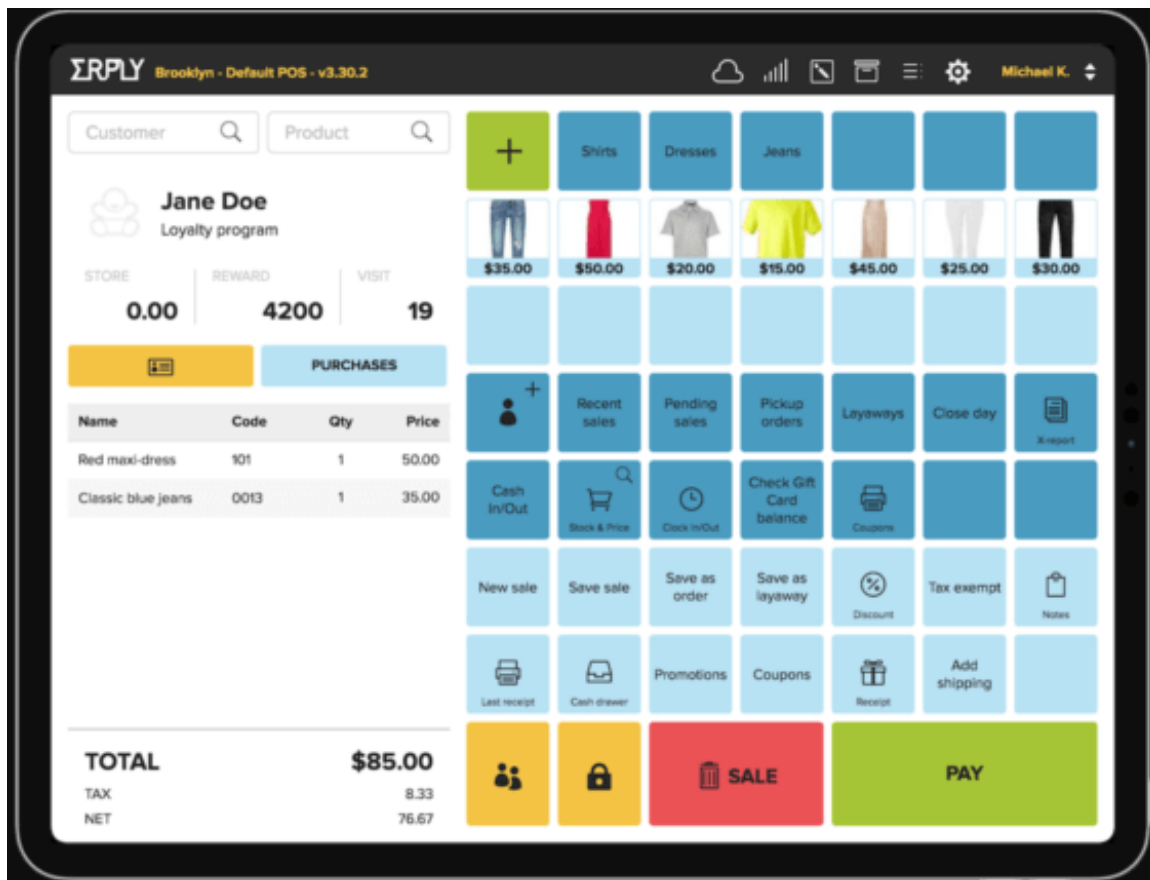 ΣRPLY Brooklyn - Default POS - v3.30.2
Michael K.
Customer
Product
Jane Doe
Loyalty program
STORE REWARD VISIT
0.00 4200 19
PURCHASES
Name Code Qty Price
Red maxi-dress 101 1 50.00
Classic blue jeans 0013 1 35.00
TOTAL $85.00
TAX 8.33
NET 76.67
+ Shirts Dresses Jeans
$35.00 $50.00 $20.00 $15.00 $45.00 $25.00 $30.00
Recent
sales
Pending
sales
Pickup
orders
Layaways
Close day
X-report
Cash
In/Out
Stock & Price
Clock In/Out
Check Gift
Card
balance
Coupons
New sale
Save sale
Save as
order
Save as
layaway
Discount
Tax exempt
Notes
Last receipt
Cash drawer
Promotions
Coupons
Receipt
Add
shipping
SALE
PAY